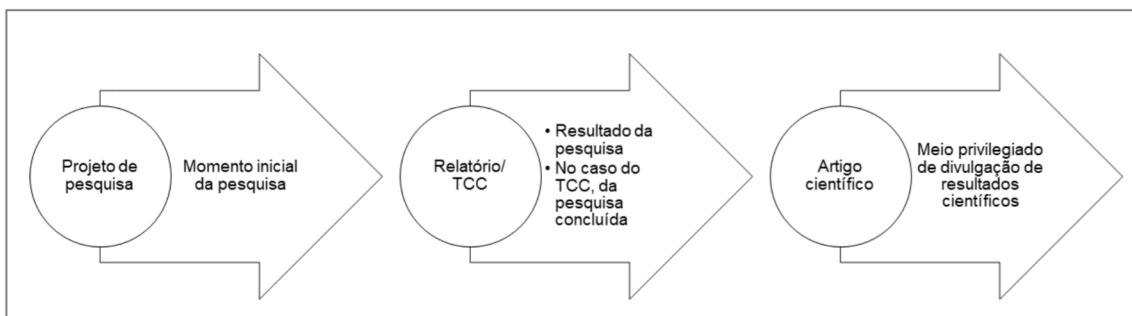 Projeto de
pesquisa
Momento inicial
da pesquisa
Relatório/
TCC
• Resultado da
pesquisa
• No caso do
TCC, da
pesquisa
concluída
Artigo
científico
Meio privilegiado
de divulgação de
resultados
científicos